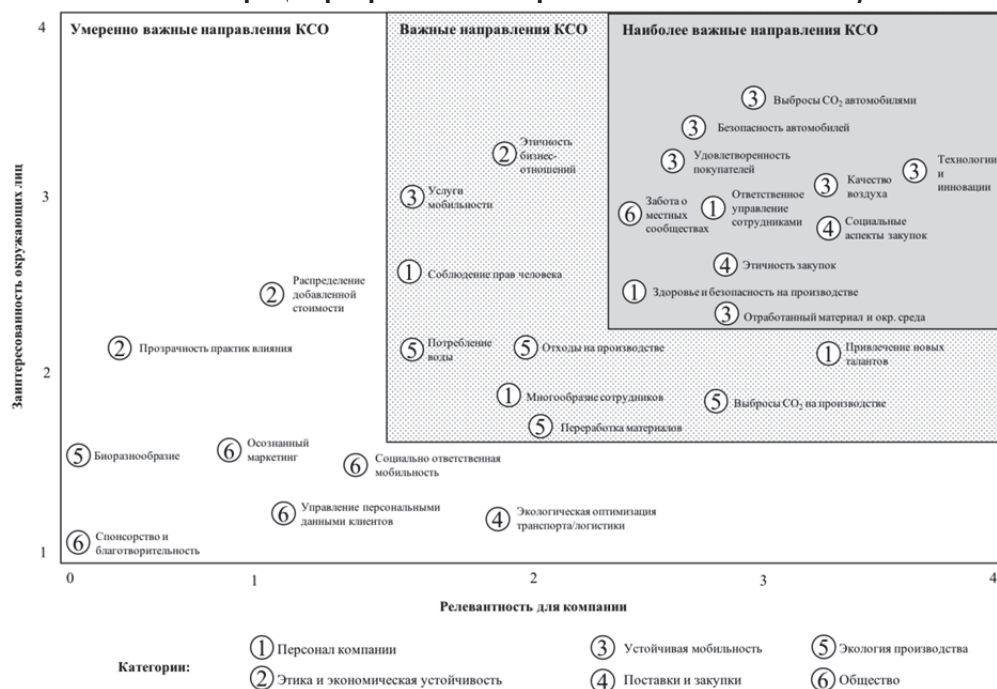 4
Умеренно важные направления КСО
Важные направления КСО
Наиболее важные направления КСО
3
Выбросы CO2 автомобилями
3
Безопасность автомобилей
2
Этичность
бизнес-
отношений
3
Удовлетворенность
покупателей
3
Технологии
и
инновации
3
Качество
воздуха
3
3
Услуги
мобильности
6
Забота о
местных
сообществах
1
Ответственное
управление
сотрудниками
4
Социальные
аспекты закупок
4
Этичность закупок
1
Соблюдение прав человека
2
Распределение
добавленной
стоимости
1
Здоровье и безопасность на производстве
3
Отработанный материал и окр. среда
2
Прозрачность практик влияния
5
Потребление
воды
5
Отходы на производстве
1
Привлечение новых
талантов
2
1
Многообразие сотрудников
5
Выбросы CO2 на производстве
5
Переработка материалов
5
Биоразнообразие
6
Осознанный
маркетинг
6
Социально ответственная
мобильность
6
Управление персональными
данными клиентов
4
Экологическая оптимизация
транспорта/логистики
6
Спонсорство и
благотворительность
1
Заинтересованность окружающих лиц
0
1
2
3
4
Релевантность для компании
Категории:
1 Персонал компании
2 Этика и экономическая устойчивость
3 Устойчивая мобильность
4 Поставки и закупки
5 Экология производства
6 Общество